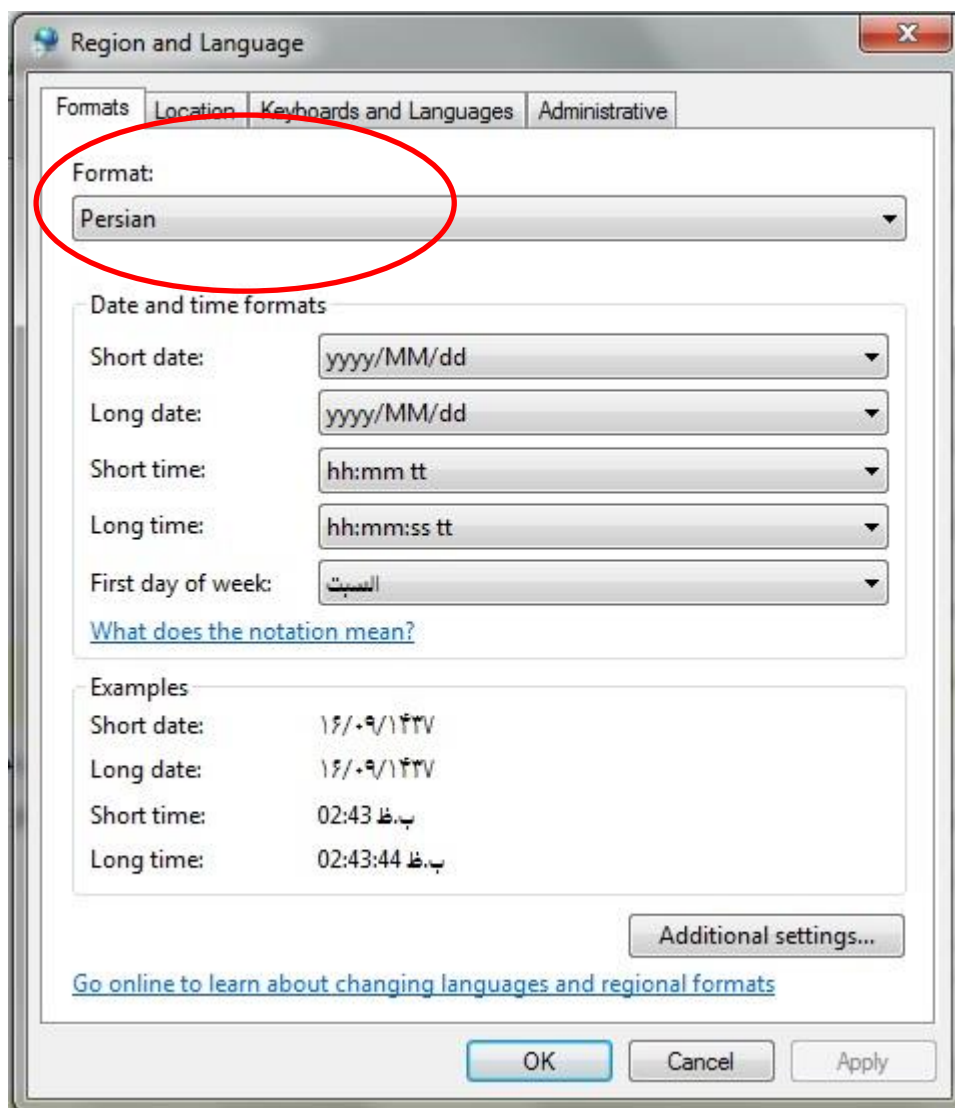 Region and Language
Formats Location Keyboards and Languages Administrative
Format:
Persian
Date and time formats
Short date: yyyy/MM/dd
Long date: yyyy/MM/dd
Short time: hh:mm tt
Long time: hh:mm:ss tt
First day of week: السبت
What does the notation mean?
Examples
Short date: ۱۶/۰۹/۱۴۳۷
Long date: ۱۶/۰۹/۱۴۳۷
Short time: 02:43 ب.ظ
Long time: 02:43:44 ب.ظ
Additional settings...
Go online to learn about changing languages and regional formats
OK Cancel Apply